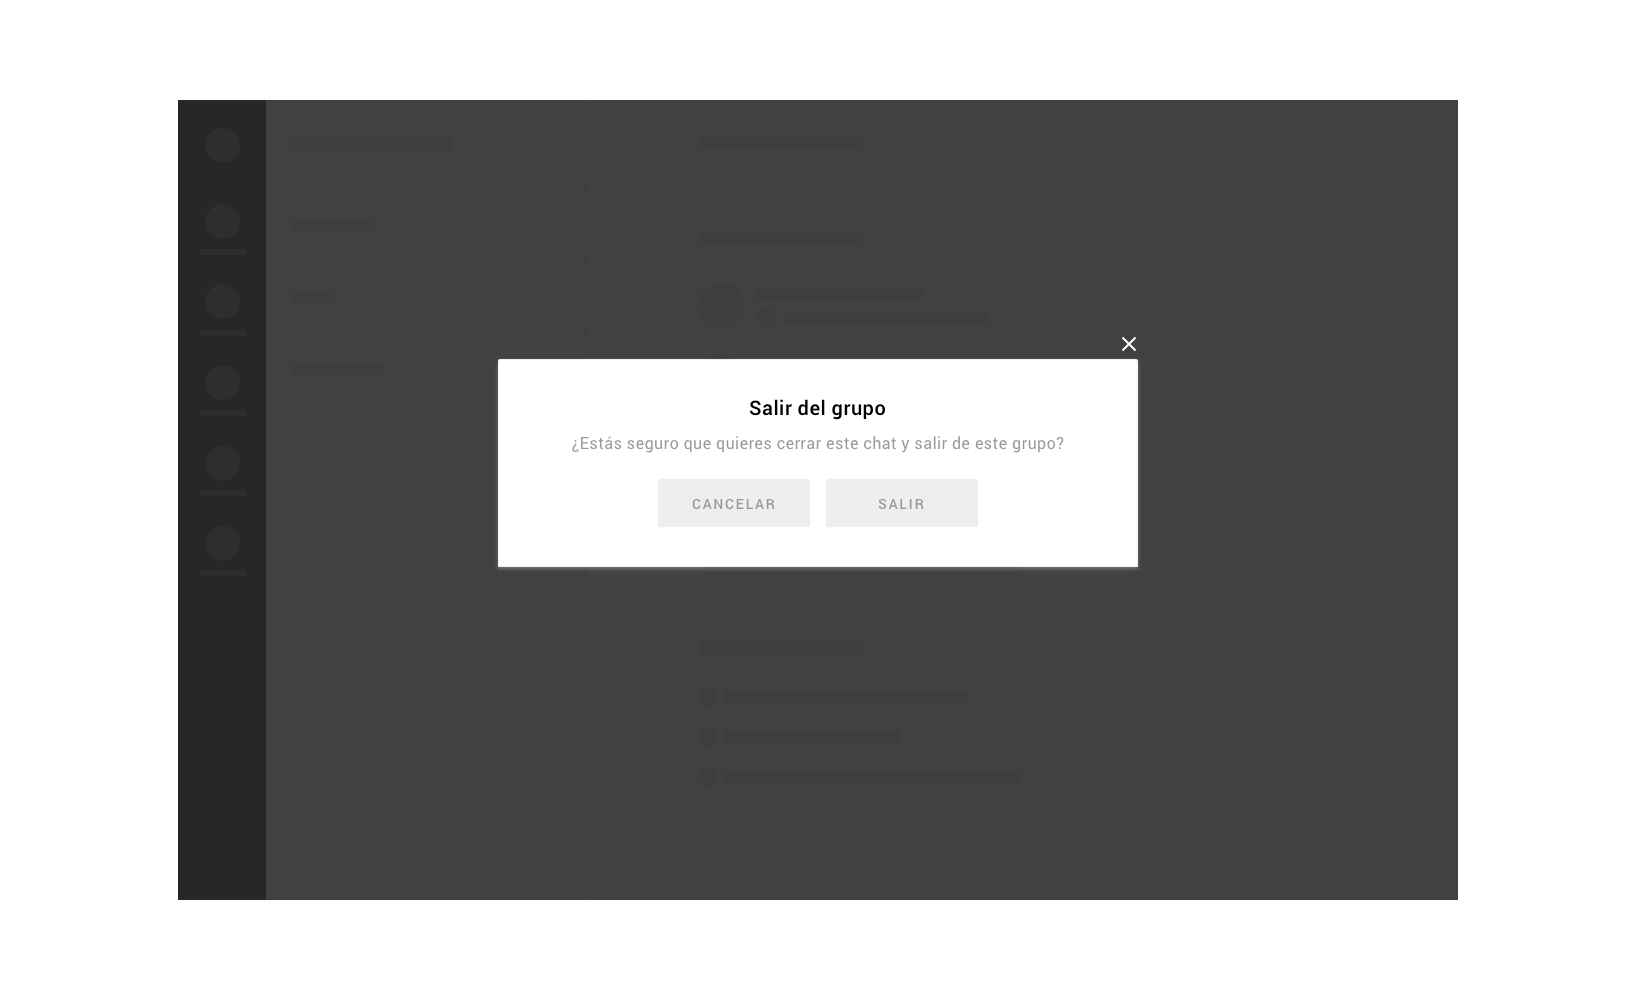 Salir del grupo
¿Estás seguro que quieres cerrar este chat y salir de este grupo?
CANCELAR
SALIR